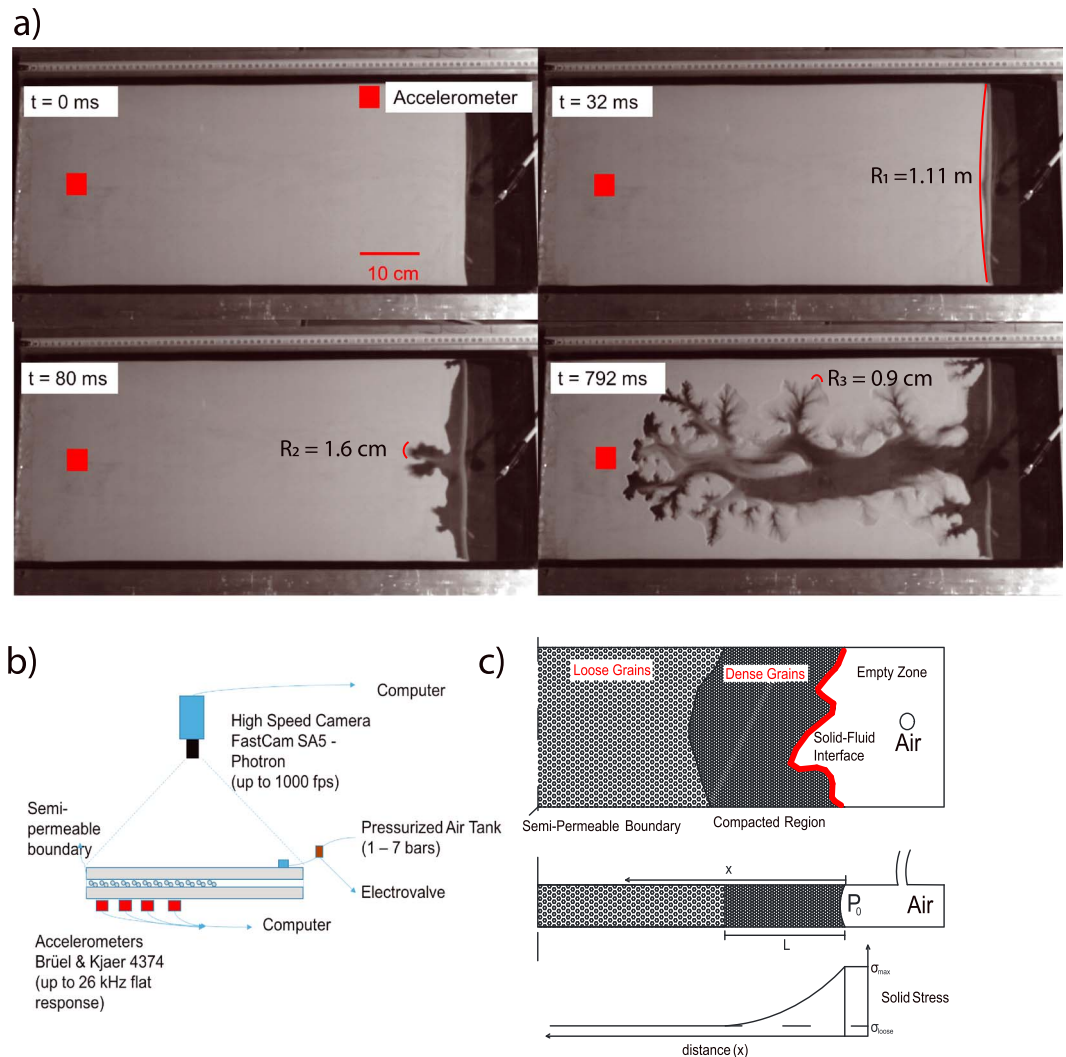 a)
t = 0 ms
Accelerometer
10 cm
t = 32 ms
R₁ =1.11 m
t = 80 ms
R₂ = 1.6 cm
t = 792 ms
R₃ = 0.9 cm
b)
Computer
High Speed Camera
FastCam SA5 -
Photron
(up to 1000 fps)
Semi-
permeable
boundary
Pressurized Air Tank
(1 – 7 bars)
Electrovalve
Computer
Accelerometers
Brüel & Kjaer 4374
(up to 26 kHz flat
response)
c)
Loose Grains
Dense Grains
Empty Zone
Solid-Fluid
Interface
Air
Semi-Permeable Boundary
Compacted Region
x
P₀
Air
L
σmax
Solid Stress
σloose
distance (x)